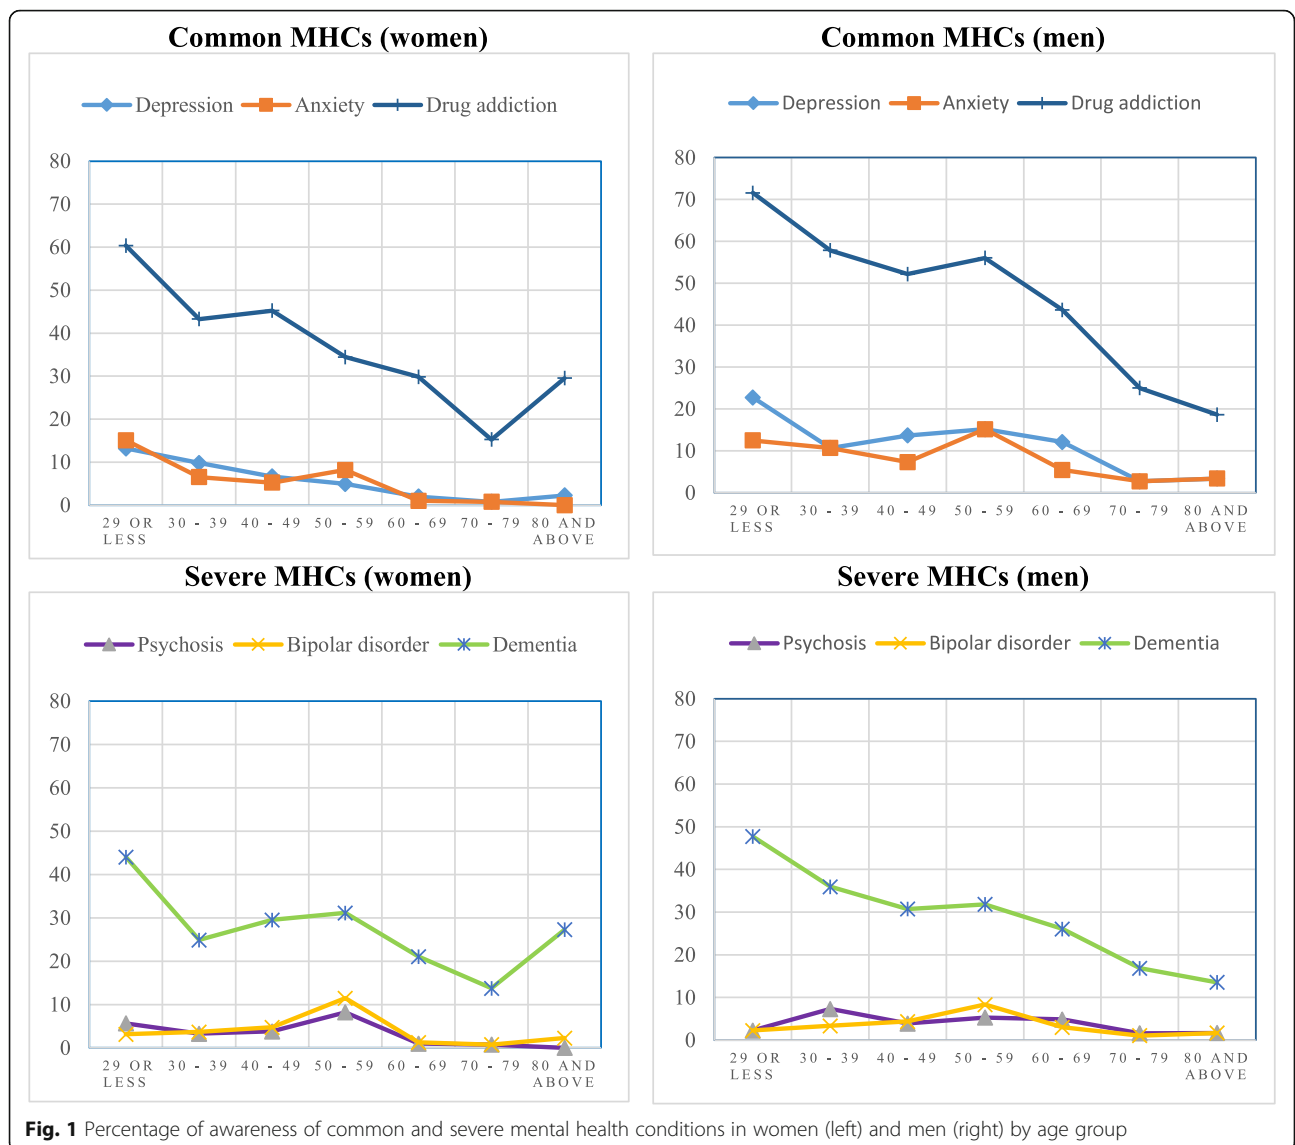 Common MHCs (women)
Depression Anxiety Drug addiction
80
70
60
50
40
30
20
10
0
29 OR LESS 30 - 39 40 - 49 50 - 59 60 - 69 70 - 79 80 AND ABOVE
Common MHCs (men)
Depression Anxiety Drug addiction
80
70
60
50
40
30
20
10
0
29 OR LESS 30 - 39 40 - 49 50 - 59 60 - 69 70 - 79 80 AND ABOVE
Severe MHCs (women)
Psychosis Bipolar disorder Dementia
80
70
60
50
40
30
20
10
0
29 OR LESS 30 - 39 40 - 49 50 - 59 60 - 69 70 - 79 80 AND ABOVE
Severe MHCs (men)
Psychosis Bipolar disorder Dementia
80
70
60
50
40
30
20
10
0
29 OR LESS 30 - 39 40 - 49 50 - 59 60 - 69 70 - 79 80 AND ABOVE
Fig. 1 Percentage of awareness of common and severe mental health conditions in women (left) and men (right) by age group